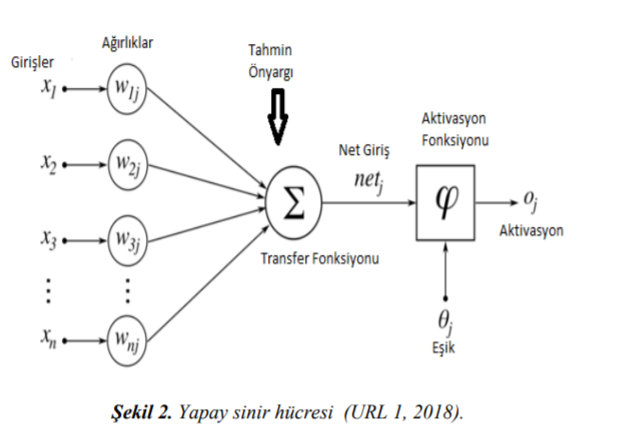 Girişler
Ağırlıklar
Tahmin
Önyargı
x1
w1j
x2
w2j
x3
w3j
⋮
⋮
xn
wnj
Σ
Transfer Fonksiyonu
Net Giriş
netj
Aktivasyon
Fonksiyonu
φ
oj
Aktivasyon
θj
Eşik
Şekil 2. Yapay sinir hücresi (URL 1, 2018).